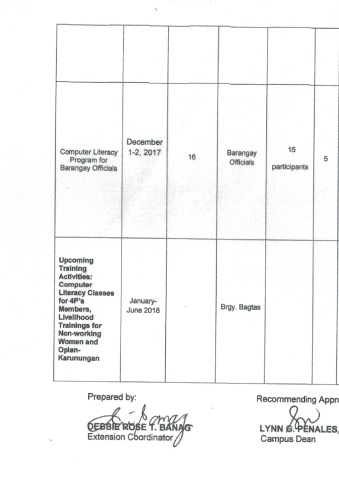 Computer Literacy
Program for
Barangay Officials
December
1-2, 2017
16
Barangay
Officials
15
participants
5
Upcoming
Training
Activities:
Computer
Literacy Classes
for 4P's
Members,
Livelihood
Trainings for
Non-working
Women and
Oplan-
Karunungan
January-
June 2018
Brgy. Bagtas
Prepared by:
DEBBIE ROSE T. BANAG
Extension Coordinator
Recommending Appr
LYNN G. PENALES,
Campus Dean